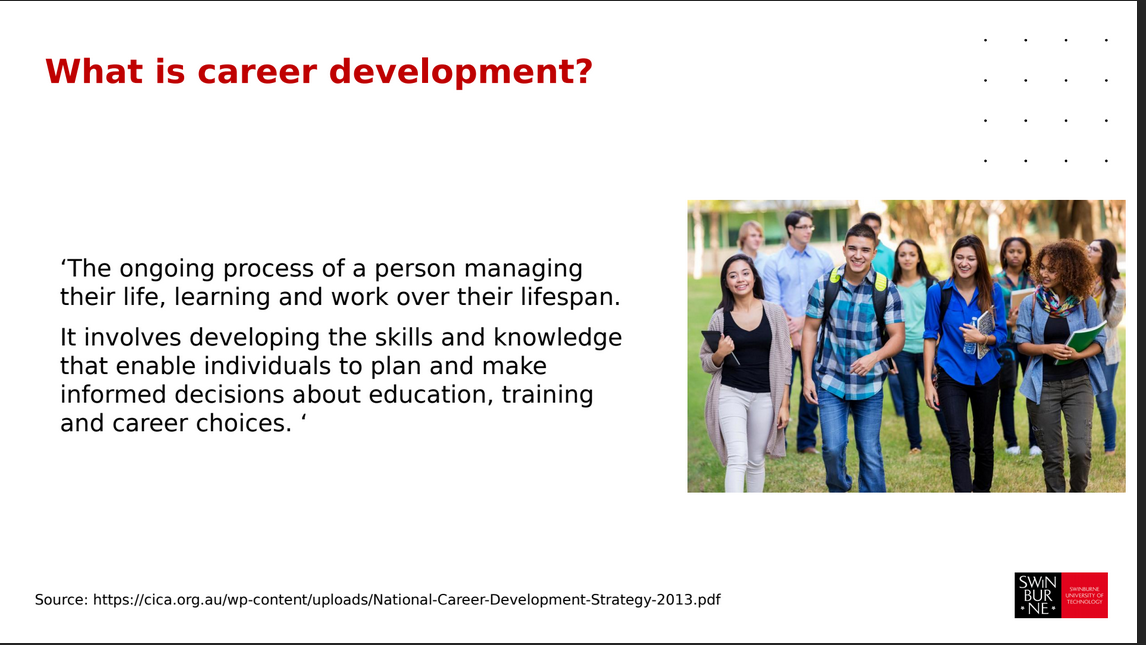 What is career development?
‘The ongoing process of a person managing
their life, learning and work over their lifespan.
It involves developing the skills and knowledge
that enable individuals to plan and make
informed decisions about education, training
and career choices. ‘
Source: https://cica.org.au/wp-content/uploads/National-Career-Development-Strategy-2013.pdf
SWiN
BUR
NE
SWINBURNE
UNIVERSITY OF
TECHNOLOGY